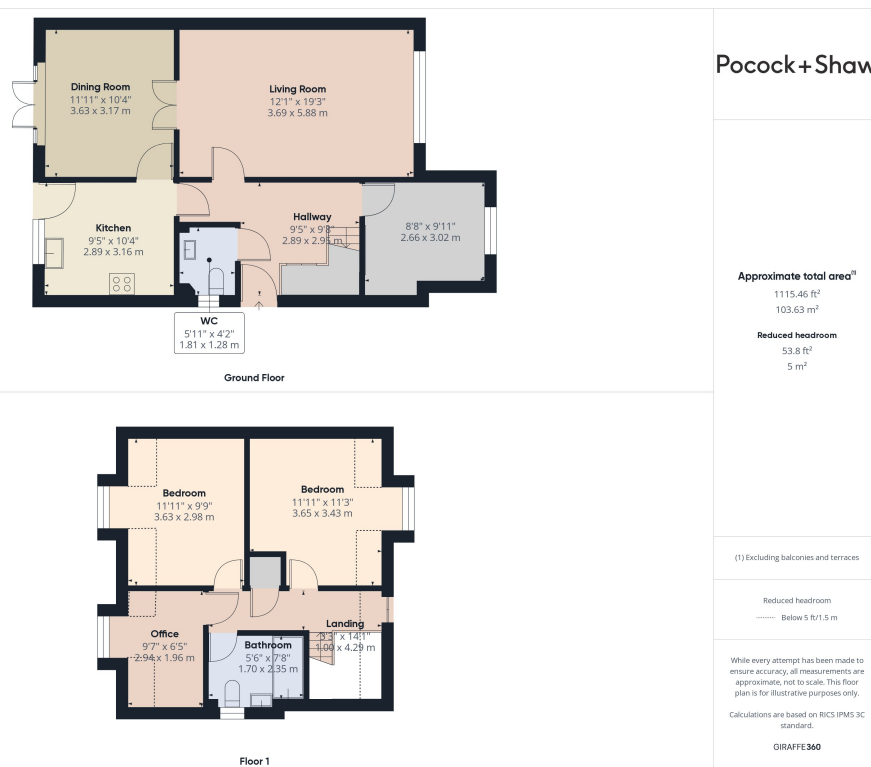 Dining Room
11'11" x 10'4"
3.63 x 3.17 m
Living Room
12'1" x 19'3"
3.69 x 5.88 m
Kitchen
9'5" x 10'4"
2.89 x 3.16 m
Hallway
9'5" x 9'8"
2.89 x 2.95 m
8'8" x 9'11"
2.66 x 3.02 m
WC
5'11" x 4'2"
1.81 x 1.28 m
Ground Floor
Bedroom
11'11" x 9'9"
3.63 x 2.98 m
Bedroom
11'11" x 11'3"
3.65 x 3.43 m
Office
9'7" x 6'5"
2.94 x 1.96 m
Bathroom
5'6" x 7'8"
1.70 x 2.35 m
Landing
3'3" x 14'1"
1.00 x 4.29 m
Floor 1
Pocock+Shaw
Approximate total area(1)
1115.46 ft²
103.63 m²
Reduced headroom
53.8 ft²
5 m²
(1) Excluding balconies and terraces
Reduced headroom
Below 5 ft/1.5 m
While every attempt has been made to
ensure accuracy, all measurements are
approximate, not to scale. This floor
plan is for illustrative purposes only.
Calculations are based on RICS IPMS 3C
standard.
GIRAFFE360